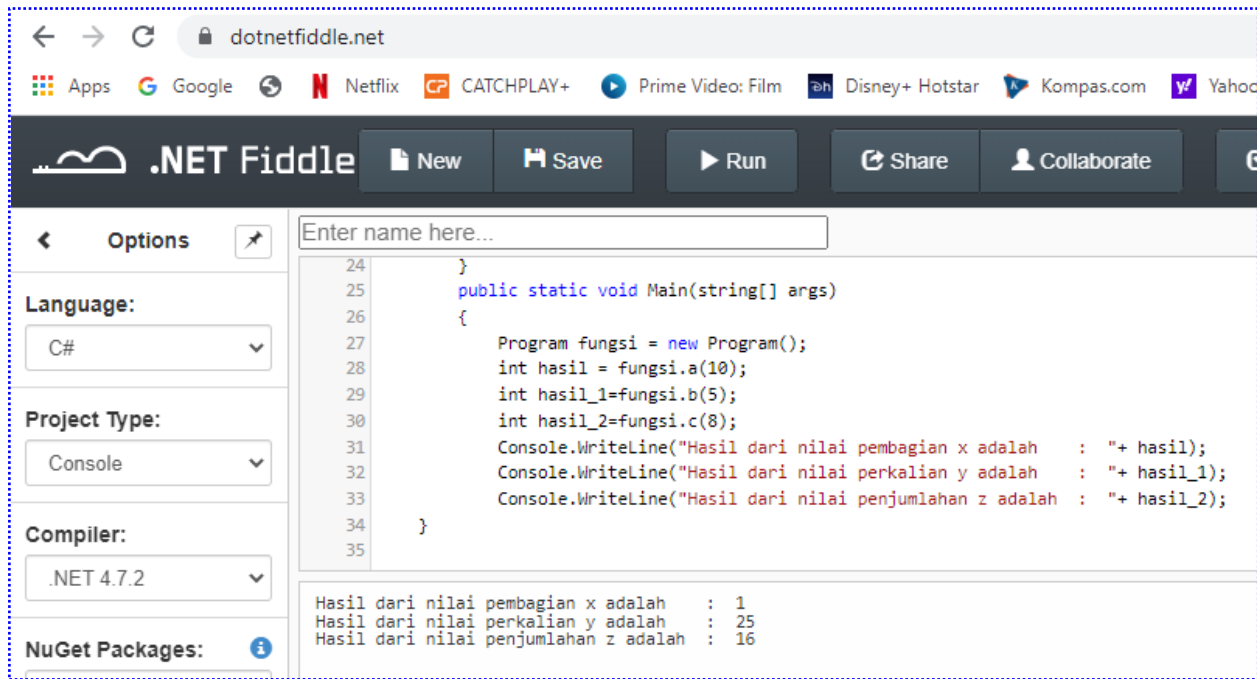 dotnetfiddle.net
Apps Google Netflix CATCHPLAY+ Prime Video: Film Disney+ Hotstar Kompas.com Yahoo
.NET Fiddle New Save Run Share Collaborate
Options
Enter name here...
Language:
C#
Project Type:
Console
Compiler:
.NET 4.7.2
NuGet Packages:
24 }
25 public static void Main(string[] args)
26 {
27 Program fungsi = new Program();
28 int hasil = fungsi.a(10);
29 int hasil_1=fungsi.b(5);
30 int hasil_2=fungsi.c(8);
31 Console.WriteLine("Hasil dari nilai pembagian x adalah    :  "+ hasil);
32 Console.WriteLine("Hasil dari nilai perkalian y adalah    :  "+ hasil_1);
33 Console.WriteLine("Hasil dari nilai penjumlahan z adalah  :  "+ hasil_2);
34 }
35
Hasil dari nilai pembagian x adalah    :  1
Hasil dari nilai perkalian y adalah    :  25
Hasil dari nilai penjumlahan z adalah  :  16